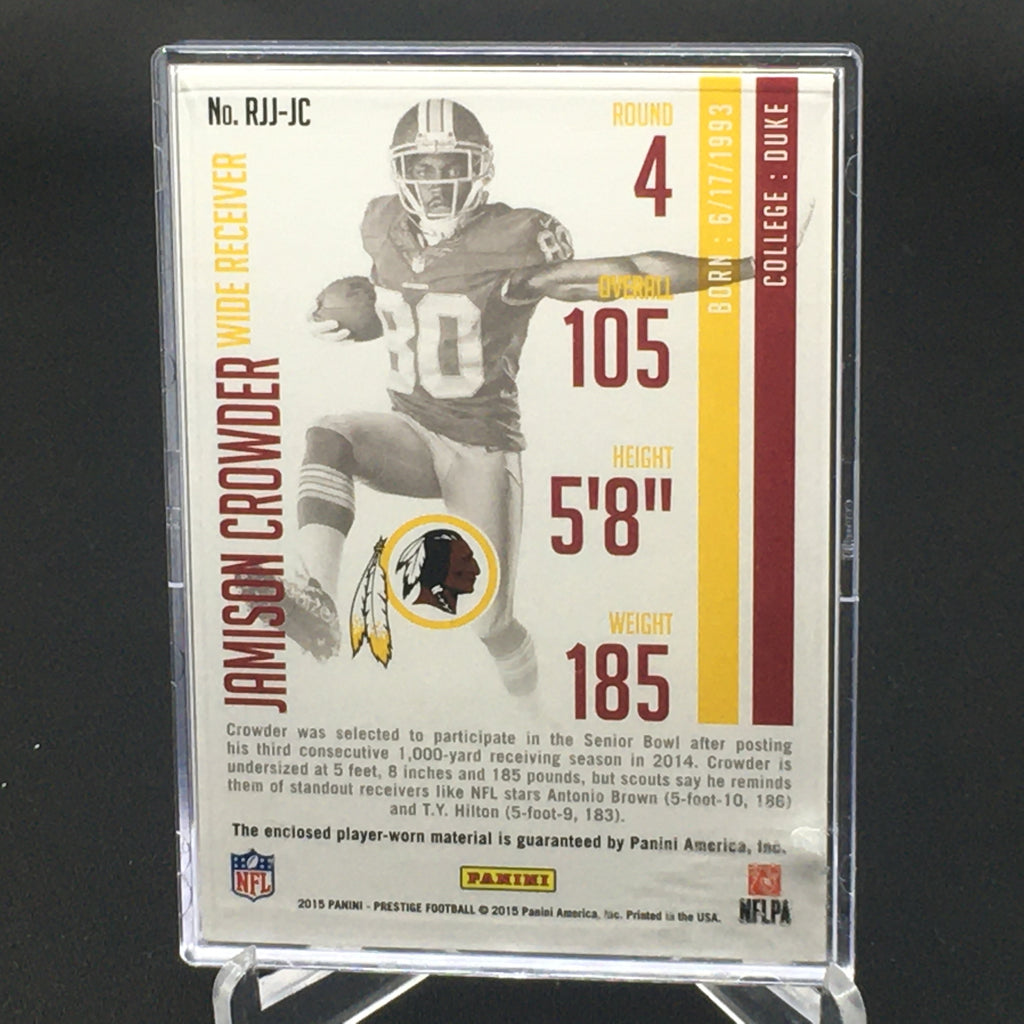 No. RJJ-JC
JAMISON CROWDER WIDE RECEIVER
ROUND
4
OVERALL
105
HEIGHT
5'8"
WEIGHT
185
BORN : 6/17/1993
COLLEGE : DUKE
80
80
Crowder was selected to participate in the Senior Bowl after posting
his third consecutive 1,000-yard receiving season in 2014. Crowder is
undersized at 5 feet, 8 inches and 185 pounds, but scouts say he reminds
them of standout receivers like NFL stars Antonio Brown (5-foot-10, 186)
and T.Y. Hilton (5-foot-9, 183).
The enclosed player-worn material is guaranteed by Panini America, Inc.
NFL
PANINI
NFLPA
2015 PANINI - PRESTIGE FOOTBALL © 2015 Panini America, Inc. Printed in the USA.